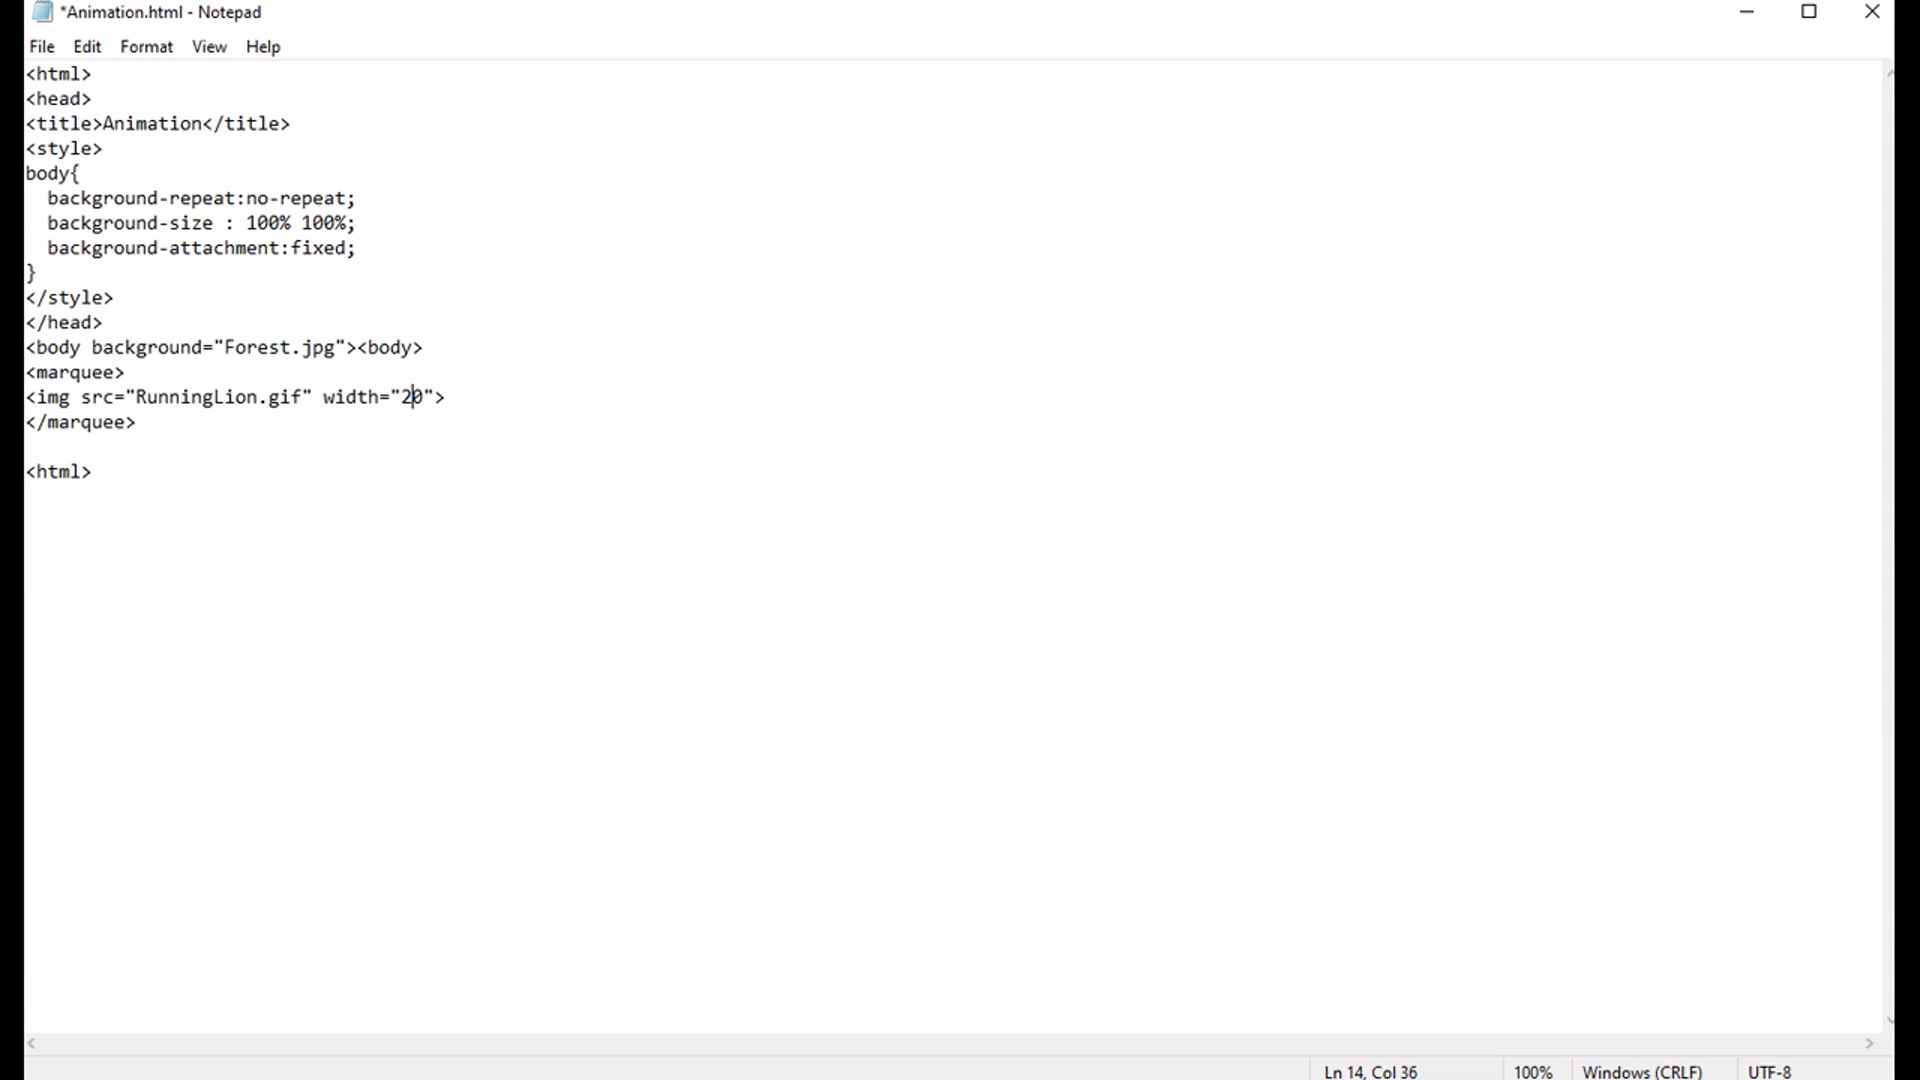 *Animation.html - Notepad
File Edit Format View Help
<html>
<head>
<title>Animation</title>
<style>
body{
  background-repeat:no-repeat;
  background-size : 100% 100%;
  background-attachment:fixed;
}
</style>
</head>
<body background="Forest.jpg"><body>
<marquee>
<img src="RunningLion.gif" width="20">
</marquee>

<html>
Ln 14, Col 36 100% Windows (CRLF) UTF-8